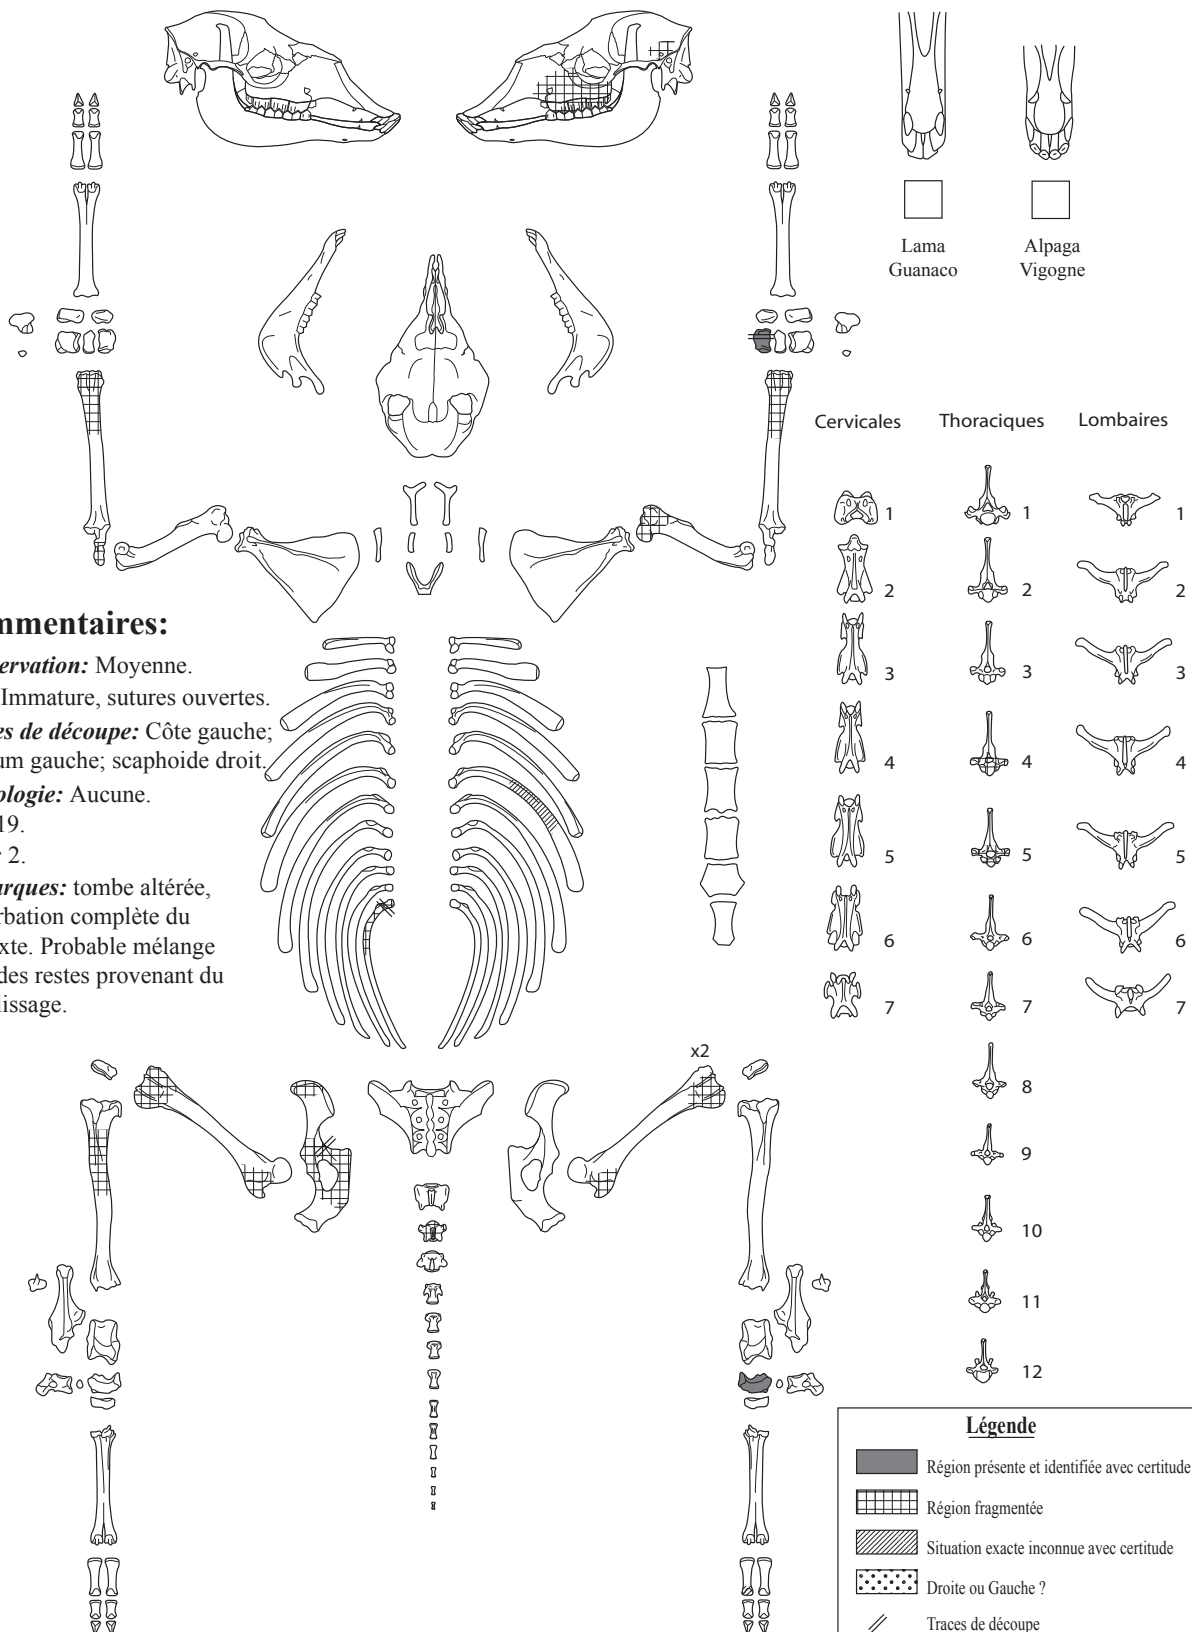 Lama
Guanaco
Alpaga
Vigogne
Cervicales
Thoraciques
Lombaires
1
2
3
4
5
6
7
1
2
3
4
5
6
7
8
9
10
11
12
1
2
3
4
5
6
7
mmentaires:
ervation: Moyenne.
Immature, sutures ouvertes.
es de découpe: Côte gauche;
um gauche; scaphoide droit.
ologie: Aucune.
19.
: 2.
arques: tombe altérée,
rbation complète du
exte. Probable mélange
des restes provenant du
lissage.
x2
Légende
Région présente et identifiée avec certitude
Région fragmentée
Situation exacte inconnue avec certitude
Droite ou Gauche ?
Traces de découpe